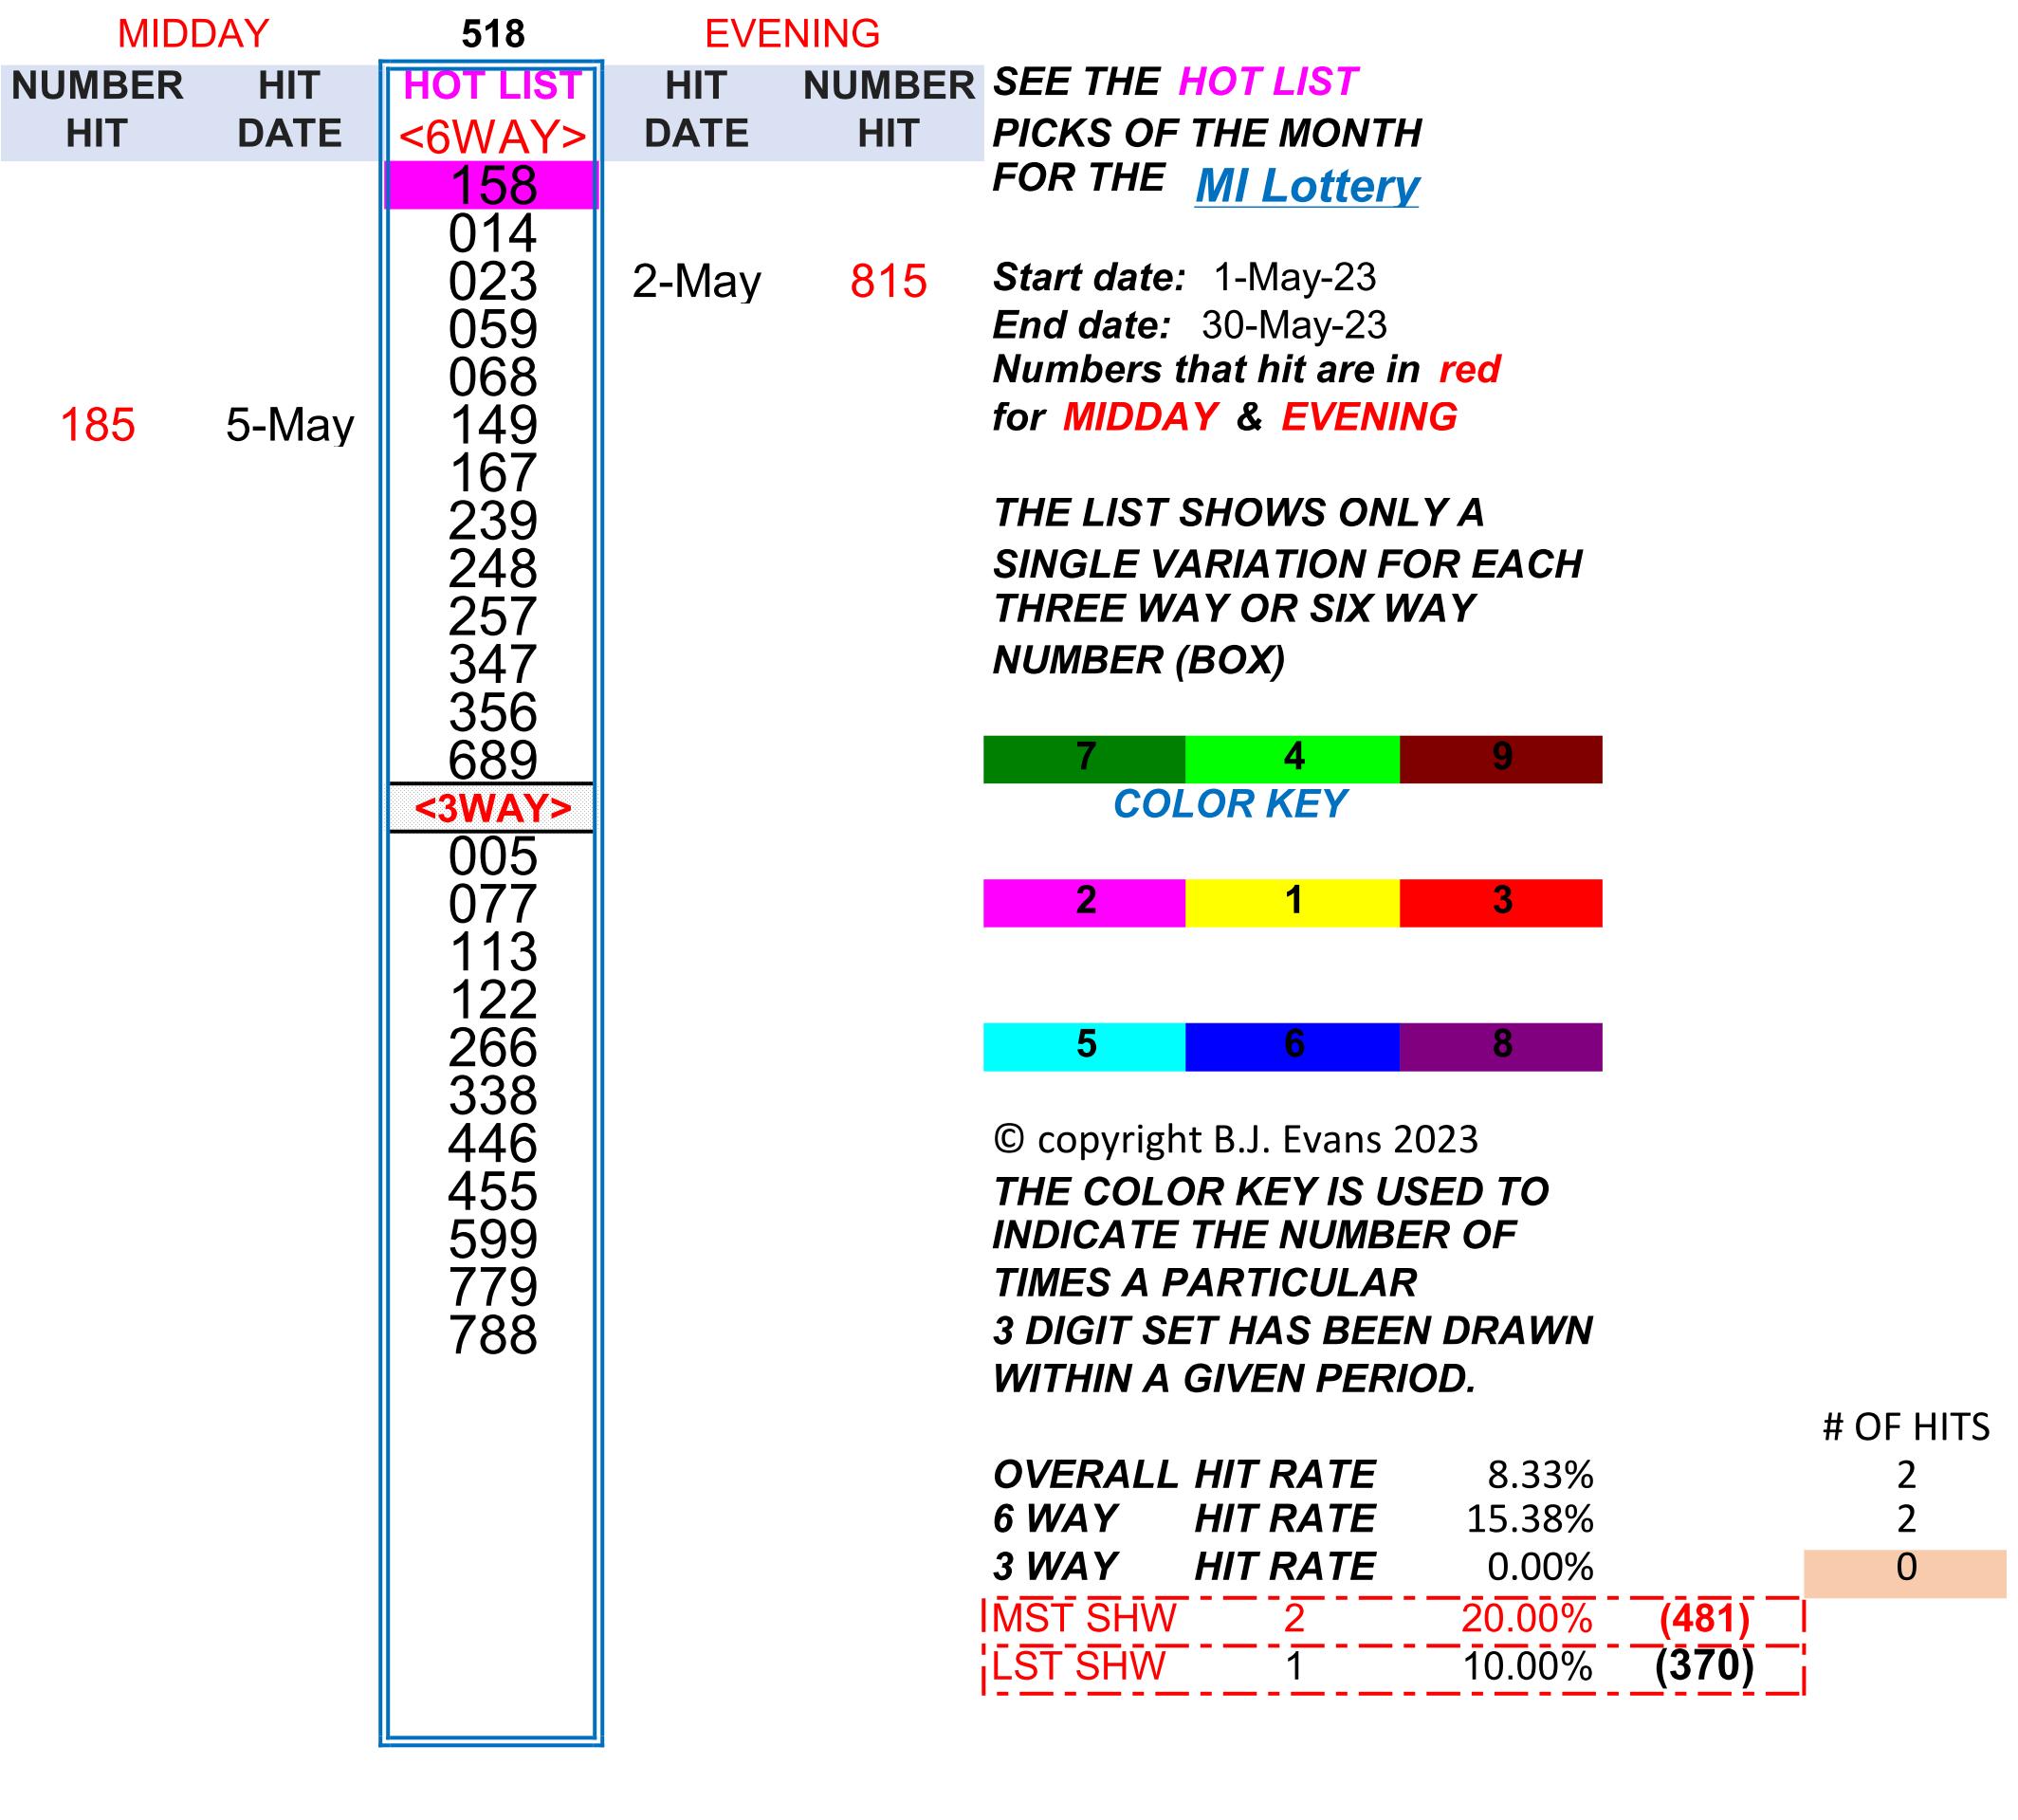 MIDDAY 518 EVENING
NUMBER HIT HOT LIST HIT NUMBER SEE THE HOT LIST
HIT DATE <6WAY> DATE HIT PICKS OF THE MONTH
158 FOR THE MI Lottery
014
023 2-May 815 Start date: 1-May-23
059 End date: 30-May-23
068 Numbers that hit are in red
185 5-May 149 for MIDDAY & EVENING
167
239 THE LIST SHOWS ONLY A
248 SINGLE VARIATION FOR EACH
257 THREE WAY OR SIX WAY
347 NUMBER (BOX)
356
689 7 4 9
<3WAY> COLOR KEY
005
077 2 1 3
113
122
266 5 6 8
338
446 © copyright B.J. Evans 2023
455 THE COLOR KEY IS USED TO
599 INDICATE THE NUMBER OF
779 TIMES A PARTICULAR
788 3 DIGIT SET HAS BEEN DRAWN
WITHIN A GIVEN PERIOD.
# OF HITS
OVERALL HIT RATE 8.33% 2
6 WAY HIT RATE 15.38% 2
3 WAY HIT RATE 0.00% 0
MST SHW 2 20.00% (481)
LST SHW 1 10.00% (370)